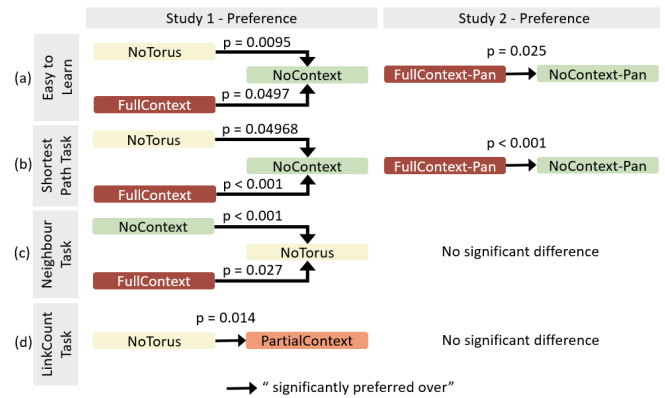 Study 1 - Preference
Study 2 - Preference
(a)
Easy to
Learn
NoTorus
p = 0.0095
NoContext
FullContext
p = 0.0497
p = 0.025
FullContext-Pan
NoContext-Pan
(b)
Shortest
Path Task
NoTorus
p = 0.04968
NoContext
FullContext
p < 0.001
p < 0.001
FullContext-Pan
NoContext-Pan
(c)
Neighbour
Task
NoContext
p < 0.001
NoTorus
FullContext
p = 0.027
No significant difference
(d)
LinkCount
Task
p = 0.014
NoTorus
PartialContext
No significant difference
“ significantly preferred over”